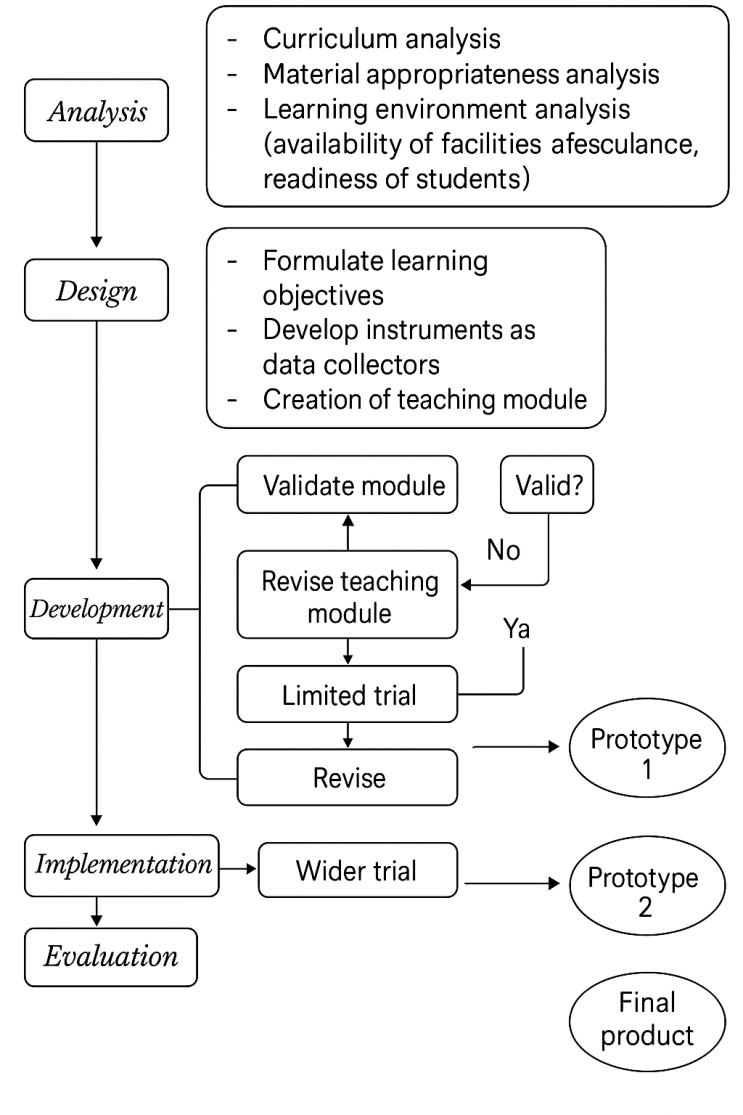 Analysis
- Curriculum analysis
- Material appropriateness analysis
- Learning environment analysis
(availability of facilities afesculance,
readiness of students)
Design
- Formulate learning
objectives
- Develop instruments as
data collectors
- Creation of teaching module
Development
Validate module
Valid?
No
Revise teaching
module
Ya
Limited trial
Revise
Prototype
1
Implementation
Wider trial
Prototype
2
Evaluation
Final
product